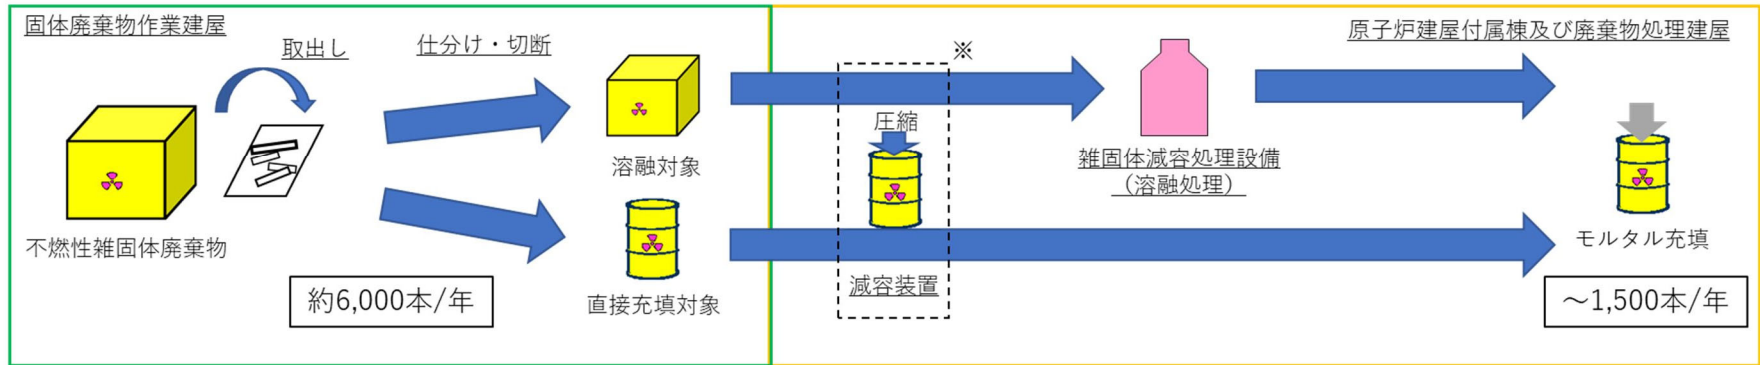 固体廃棄物作業建屋
取出し
仕分け・切断
不燃性雑固体廃棄物
約6,000本/年
溶融対象
直接充填対象
※
圧縮
減容装置
雑固体減容処理設備
（溶融処理）
原子炉建屋付属棟及び廃棄物処理建屋
モルタル充填
～1,500本/年